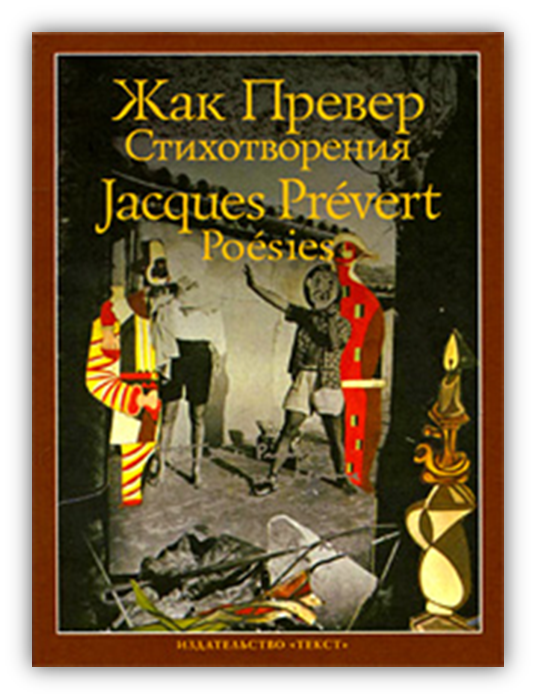 Жак Превер
Стихотворения
Jacques Prévert
Poésies
ИЗДАТЕЛЬСТВО «ТЕКСТ»